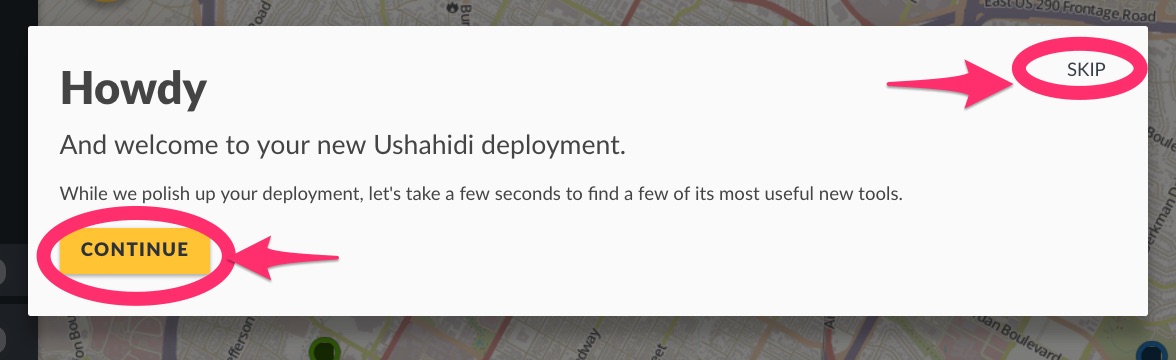 East US 290 Frontage Road
Road
SKIP
Howdy
And welcome to your new Ushahidi deployment.
While we polish up your deployment, let's take a few seconds to find a few of its most useful new tools.
CONTINUE